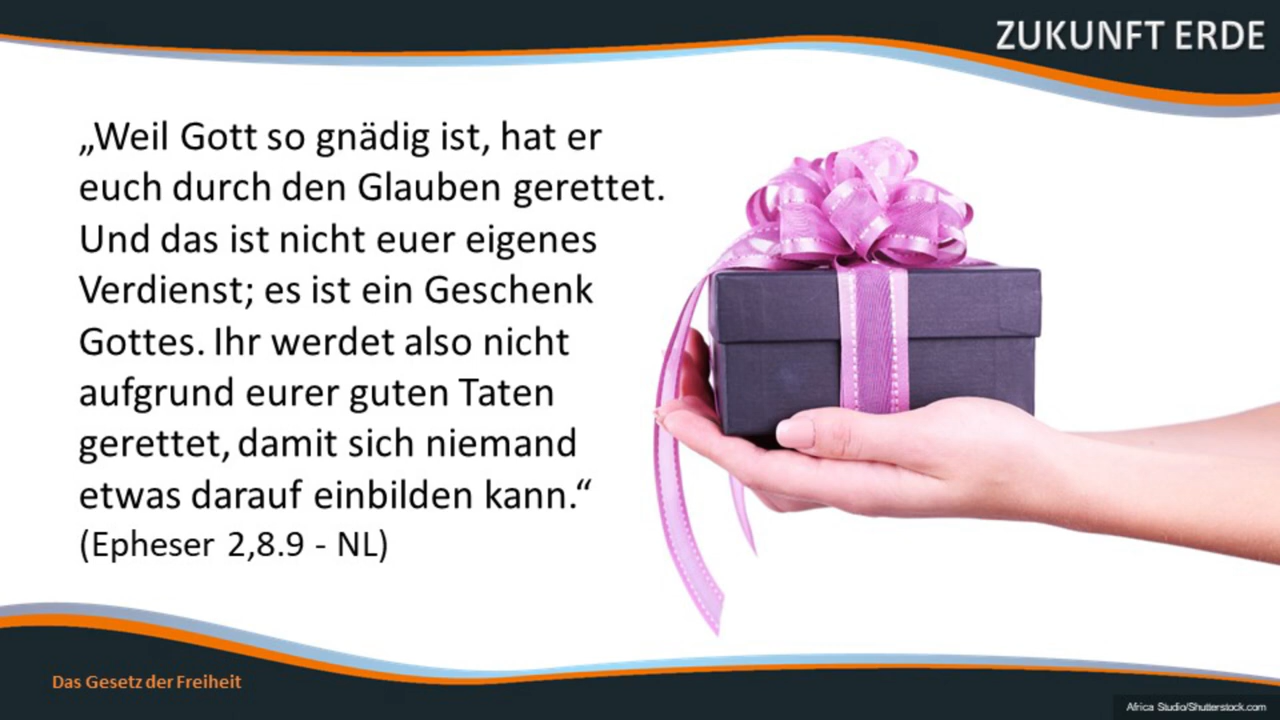 ZUKUNFT ERDE
„Weil Gott so gnädig ist, hat er
euch durch den Glauben gerettet.
Und das ist nicht euer eigenes
Verdienst; es ist ein Geschenk
Gottes. Ihr werdet also nicht
aufgrund eurer guten Taten
gerettet, damit sich niemand
etwas darauf einbilden kann.“
(Epheser 2,8.9 - NL)
Das Gesetz der Freiheit
Africa Studio/Shutterstock.com